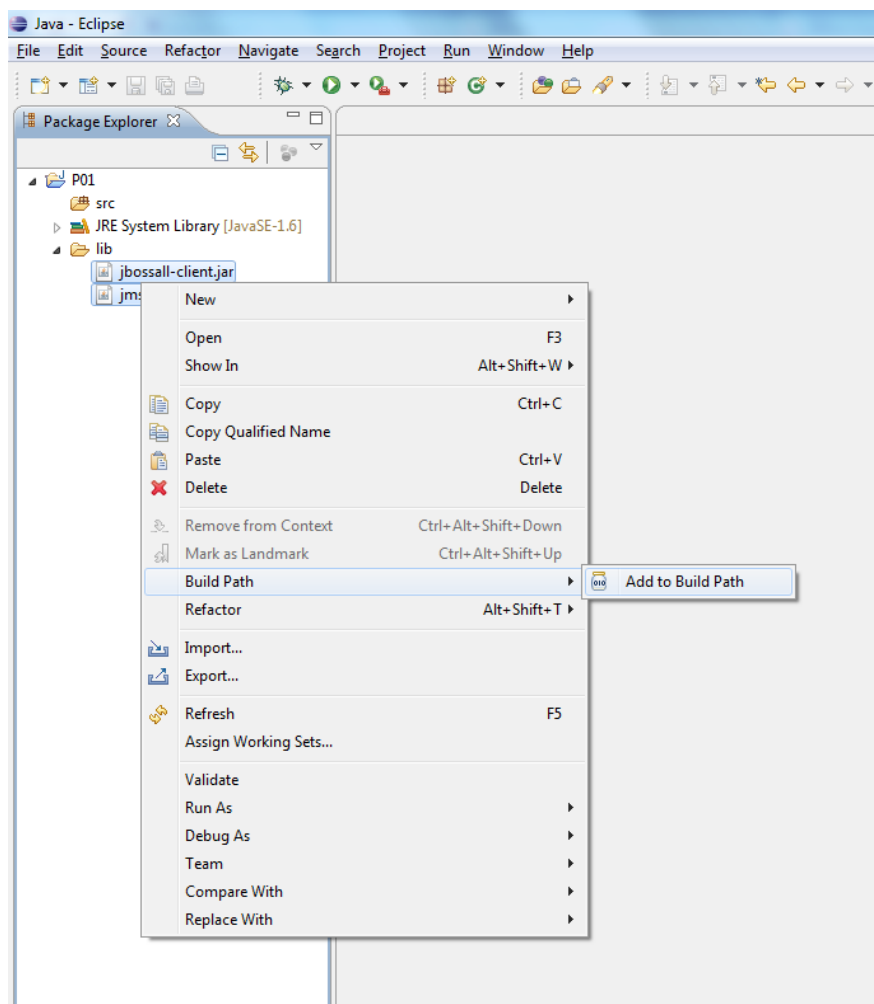 Java - Eclipse
File Edit Source Refactor Navigate Search Project Run Window Help
Package Explorer
P01
src
JRE System Library [JavaSE-1.6]
lib
jbossall-client.jar
New
Open F3
Show In Alt+Shift+W
Copy Ctrl+C
Copy Qualified Name
Paste Ctrl+V
Delete Delete
Remove from Context Ctrl+Alt+Shift+Down
Mark as Landmark Ctrl+Alt+Shift+Up
Build Path Add to Build Path
Refactor Alt+Shift+T
Import...
Export...
Refresh F5
Assign Working Sets...
Validate
Run As
Debug As
Team
Compare With
Replace With